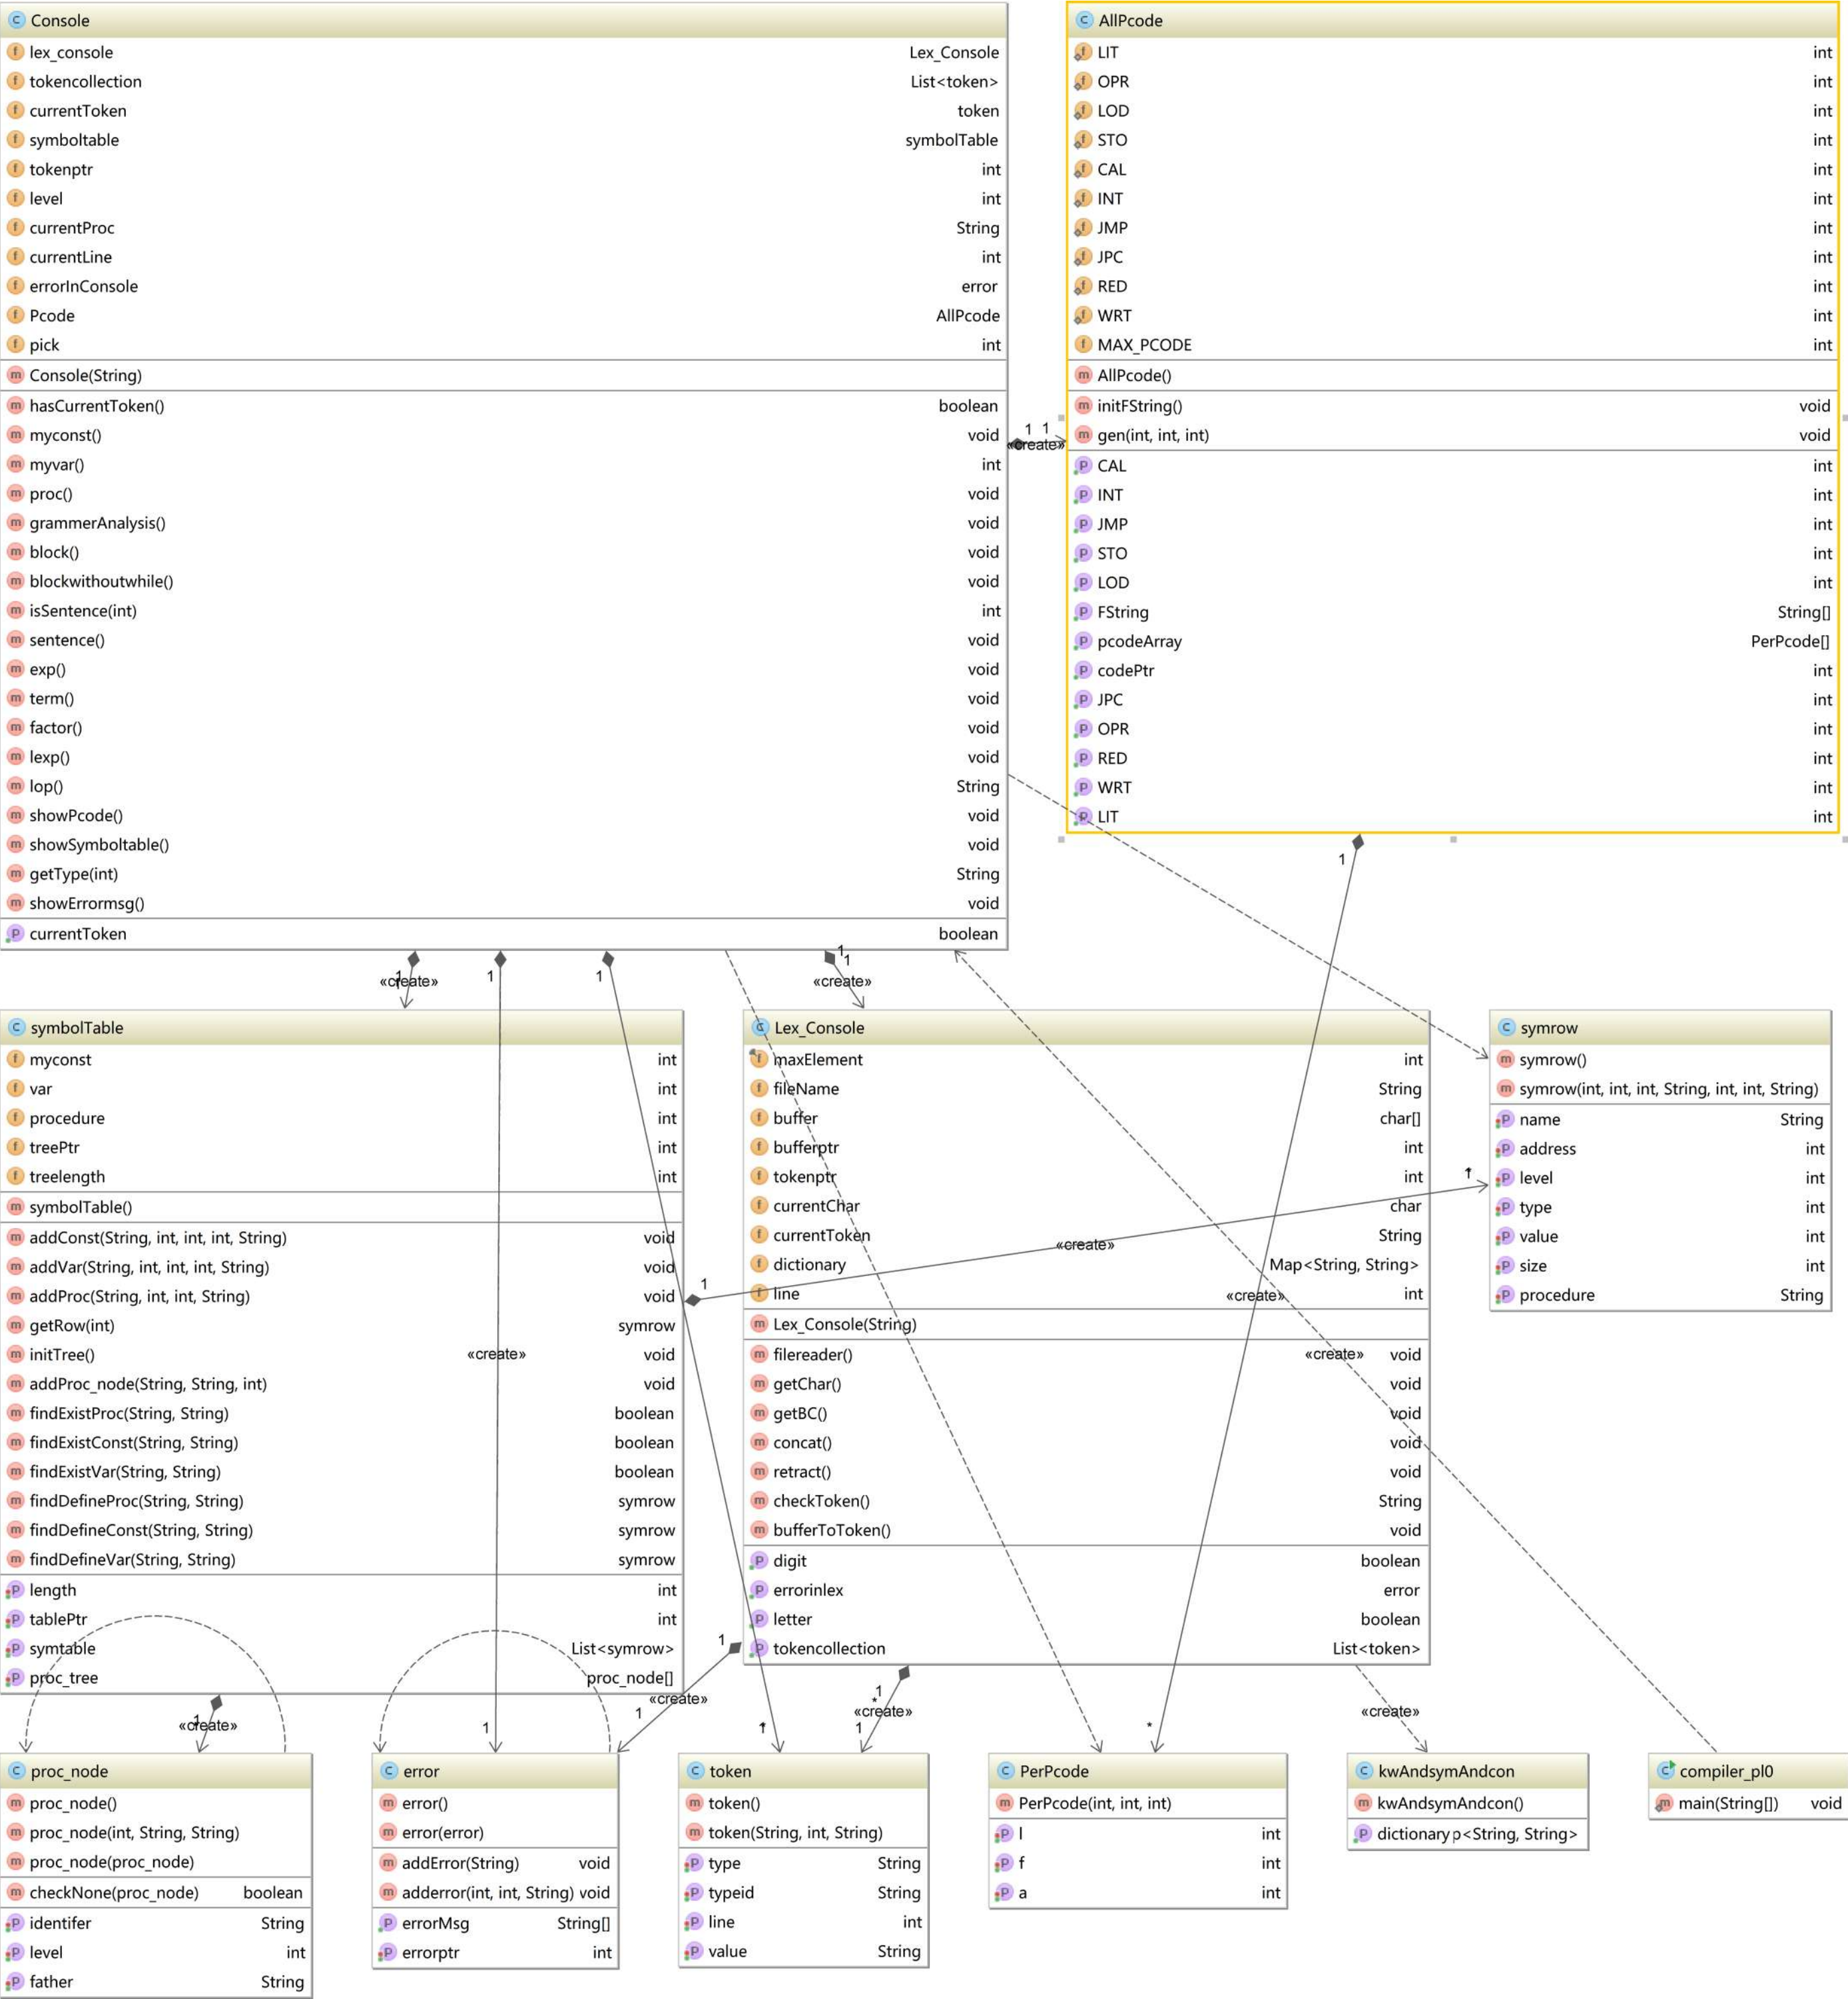 Console
lex_console Lex_Console
tokencollection List<token>
currentToken token
symboltable symbolTable
tokenptr int
level int
currentProc String
currentLine int
errorInConsole error
Pcode AllPcode
pick int
Console(String)
hasCurrentToken() boolean
myconst() void
myvar() int
proc() void
grammerAnalysis() void
block() void
blockwithoutwhile() void
isSentence(int) int
sentence() void
exp() void
term() void
factor() void
lexp() void
lop() String
showPcode() void
showSymboltable() void
getType(int) String
showErrormsg() void
currentToken boolean
AllPcode
LIT int
OPR int
LOD int
STO int
CAL int
INT int
JMP int
JPC int
RED int
WRT int
MAX_PCODE int
AllPcode()
initFString() void
gen(int, int, int) void
CAL int
INT int
JMP int
STO int
LOD int
FString String[]
pcodeArray PerPcode[]
codePtr int
JPC int
OPR int
RED int
WRT int
LIT int
1 1
«create»
1
1
«create»
1
1
1
1
«create»
symbolTable
myconst int
var int
procedure int
treePtr int
treelength int
symbolTable()
addConst(String, int, int, int, String) void
addVar(String, int, int, int, String) void
addProc(String, int, int, String) void
getRow(int) symrow
initTree() void
addProc_node(String, String, int) void
findExistProc(String, String) boolean
findExistConst(String, String) boolean
findExistVar(String, String) boolean
findDefineProc(String, String) symrow
findDefineConst(String, String) symrow
findDefineVar(String, String) symrow
length int
tablePtr int
symtable List<symrow>
proc_tree proc_node[]
«create»
Lex_Console
maxElement int
fileName String
buffer char[]
bufferptr int
tokenptr int
currentChar char
currentToken String
dictionary Map<String, String>
line int
Lex_Console(String)
filereader() void
getChar() void
getBC() void
concat() void
retract() void
checkToken() String
bufferToToken() void
digit boolean
errorinlex error
letter boolean
tokencollection List<token>
1
«create»
«create»
«create»
symrow
symrow()
symrow(int, int, int, String, int, int, String)
name String
address int
level int
type int
value int
size int
procedure String
1
«create»
1
«create»
1
1
1
*
«create»
1
*
«create»
proc_node
proc_node()
proc_node(int, String, String)
proc_node(proc_node)
checkNone(proc_node) boolean
identifer String
level int
father String
error
error()
error(error)
addError(String) void
adderror(int, int, String) void
errorMsg String[]
errorptr int
token
token()
token(String, int, String)
type String
typeid String
line int
value String
PerPcode
PerPcode(int, int, int)
l int
f int
a int
kwAndsymAndcon
kwAndsymAndcon()
dictionary p<String, String>
compiler_pl0
main(String[]) void